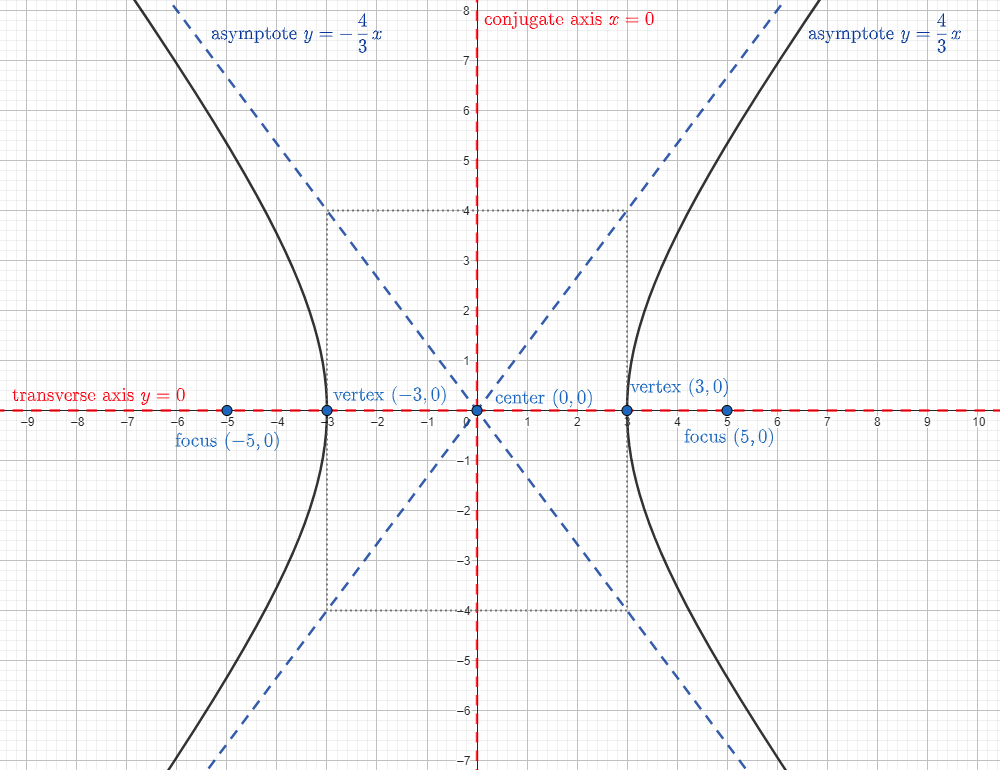 8
conjugate axis x = 0
asymptote y = −4/3 x
asymptote y = 4/3 x
7
6
5
4
3
2
1
transverse axis y = 0
vertex (−3, 0)
center (0, 0)
vertex (3, 0)
−9 −8 −7 −6 −5 −4 −3 −2 −1 0 1 2 3 4 5 6 7 8 9 10
focus (−5, 0)
focus (5, 0)
−1
−2
−3
−4
−5
−6
−7